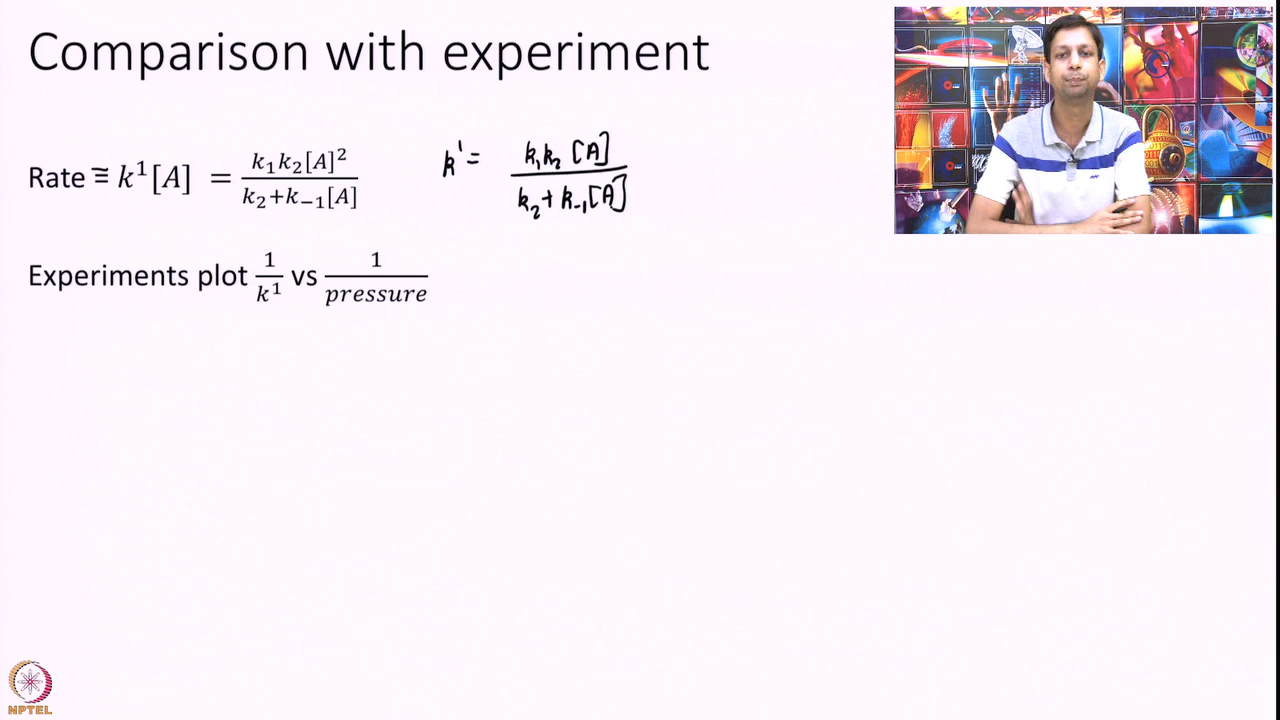 Comparison with experiment
Rate ≅ k¹[A] = k₁k₂[A]² / k₂+k₋₁[A]
k' = k₁k₂ [A] / k₂ + k₋₁[A]
Experiments plot 1/k¹ vs 1/pressure
NPTEL